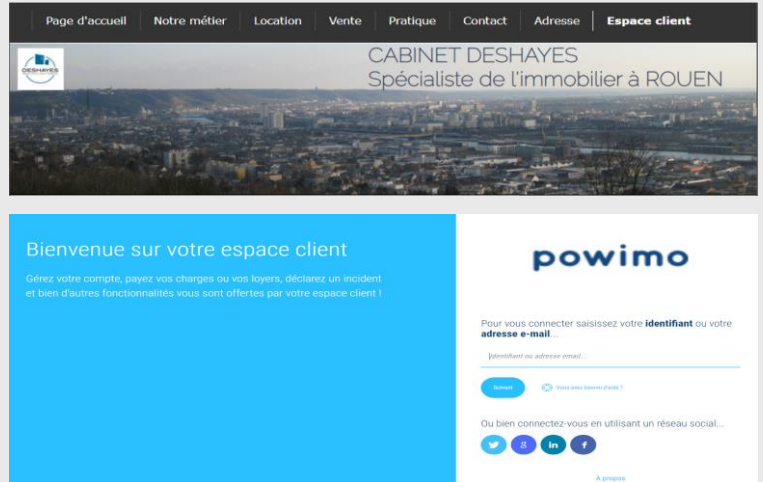 Page d'accueil Notre métier Location Vente Pratique Contact Adresse Espace client
DESHAYES
CABINET DESHAYES
Spécialiste de l'immobilier à ROUEN
Bienvenue sur votre espace client
Gérez votre compte, payez vos charges ou vos loyers, déclarez un incident
et bien d'autres fonctionnalités vous sont offertes par votre espace client !
powimo
Pour vous connecter saisissez votre identifiant ou votre
adresse e-mail...
Identifiant ou adresse email...
Suivant Vous avez besoin d'aide ?
Ou bien connectez-vous en utilisant un réseau social...
8 in f
À propos